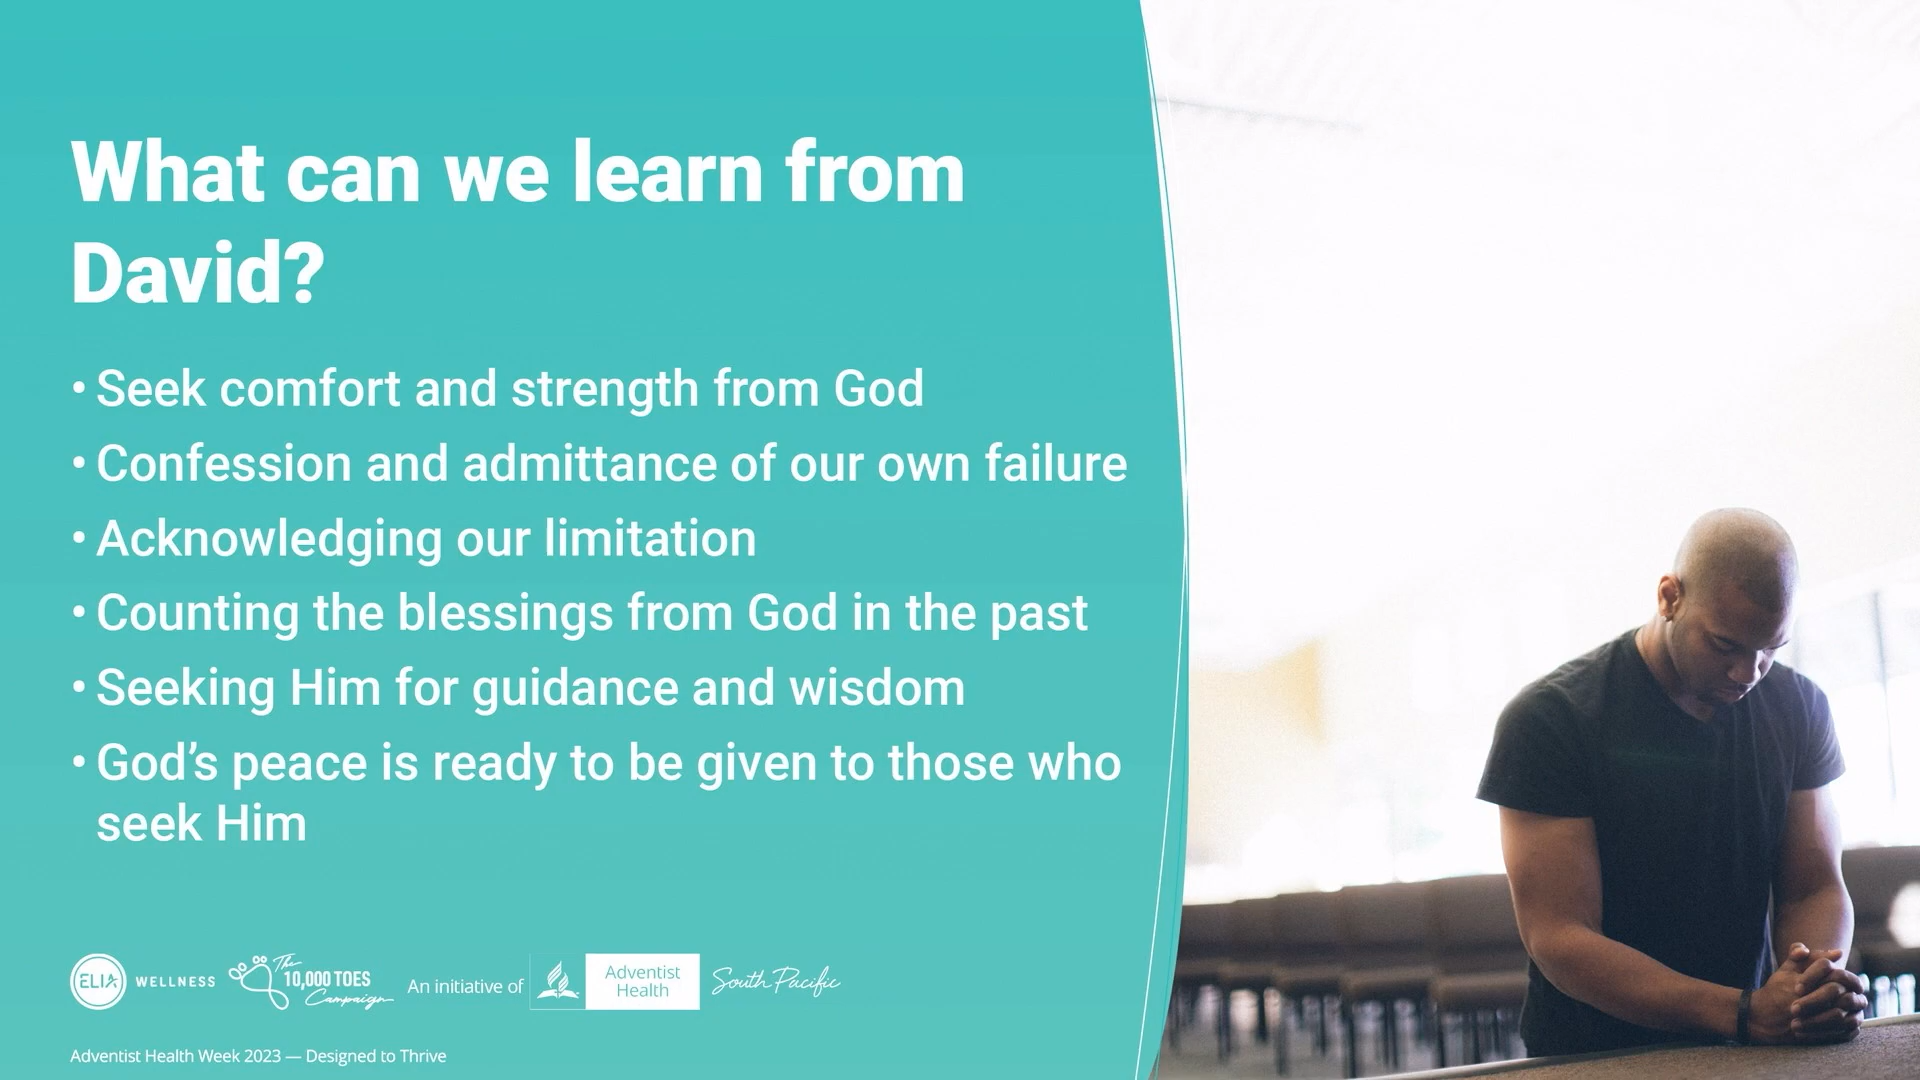 What can we learn from
David?
• Seek comfort and strength from God
• Confession and admittance of our own failure
• Acknowledging our limitation
• Counting the blessings from God in the past
• Seeking Him for guidance and wisdom
• God’s peace is ready to be given to those who
seek Him
ELIA WELLNESS
The
10,000 TOES
Campaign
An initiative of
Adventist
Health
South Pacific
Adventist Health Week 2023 — Designed to Thrive